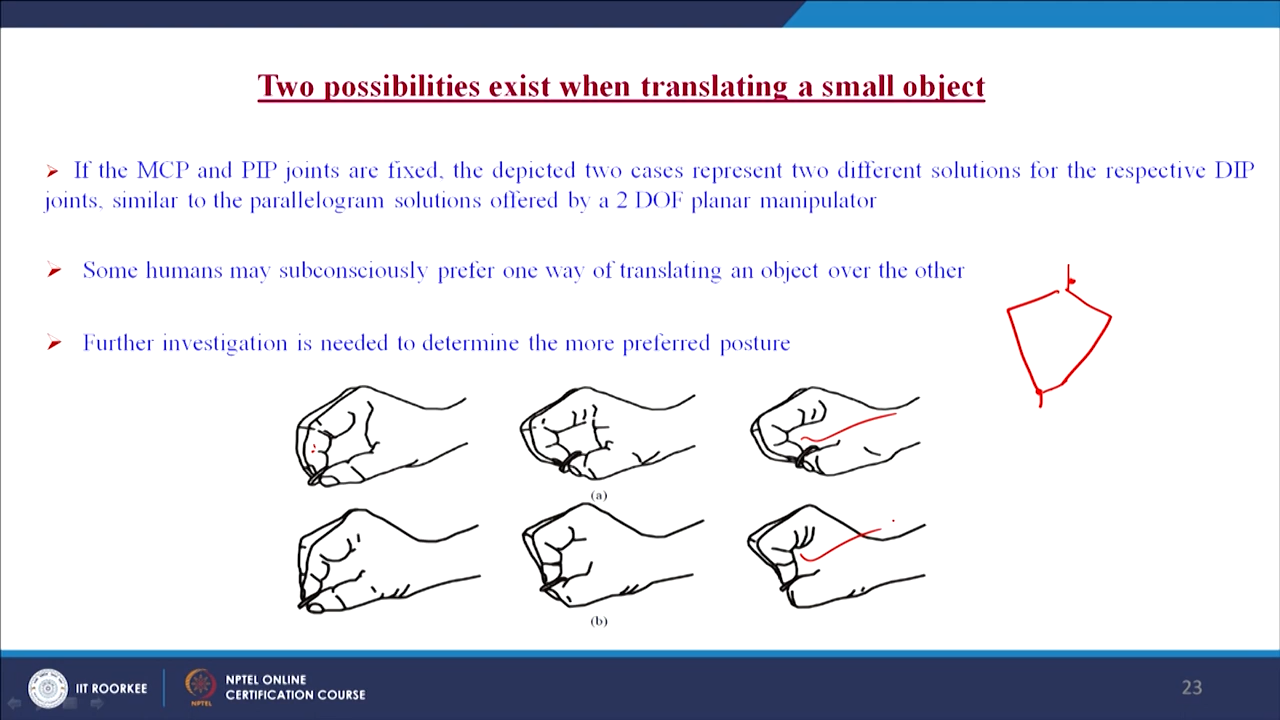 Two possibilities exist when translating a small object
➢ If the MCP and PIP joints are fixed, the depicted two cases represent two different solutions for the respective DIP
joints, similar to the parallelogram solutions offered by a 2 DOF planar manipulator
➢ Some humans may subconsciously prefer one way of translating an object over the other
➢ Further investigation is needed to determine the more preferred posture
(a)
(b)
IIT ROORKEE
NPTEL
NPTEL ONLINE
CERTIFICATION COURSE
23